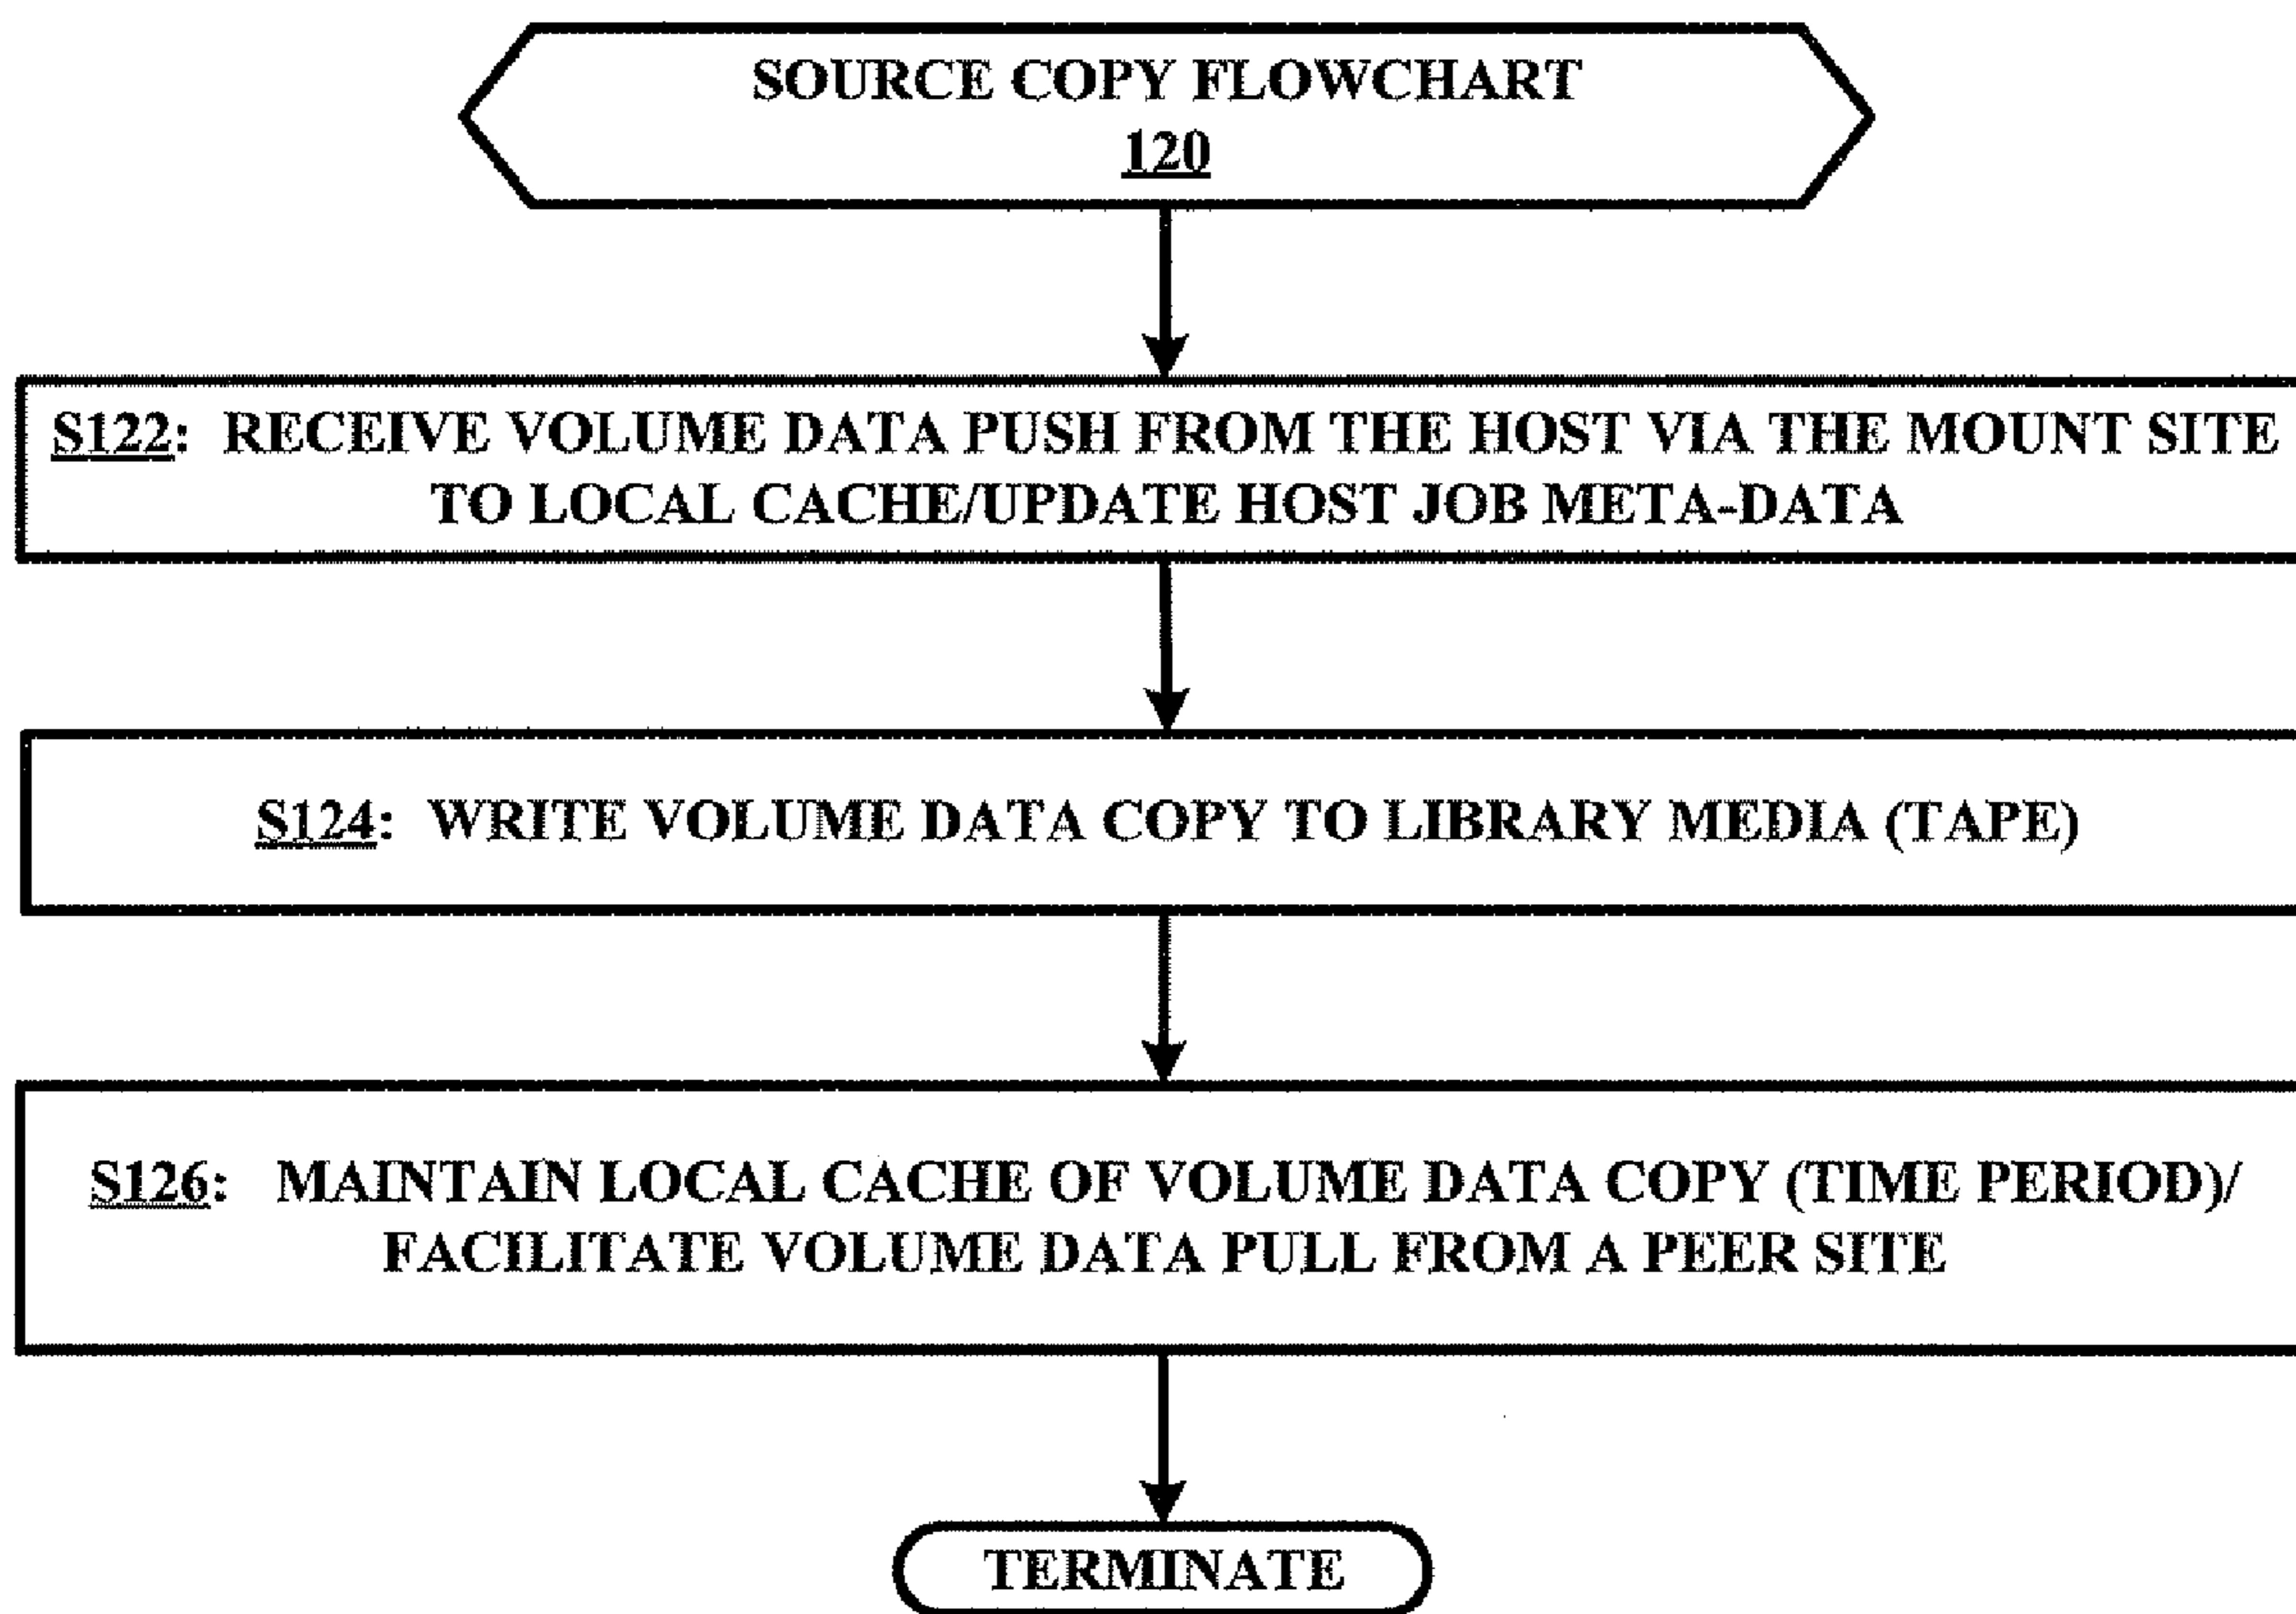 SOURCE COPY FLOWCHART
120
S122: RECEIVE VOLUME DATA PUSH FROM THE HOST VIA THE MOUNT SITE
TO LOCAL CACHE/UPDATE HOST JOB META-DATA
S124: WRITE VOLUME DATA COPY TO LIBRARY MEDIA (TAPE)
S126: MAINTAIN LOCAL CACHE OF VOLUME DATA COPY (TIME PERIOD)/
FACILITATE VOLUME DATA PULL FROM A PEER SITE
TERMINATE